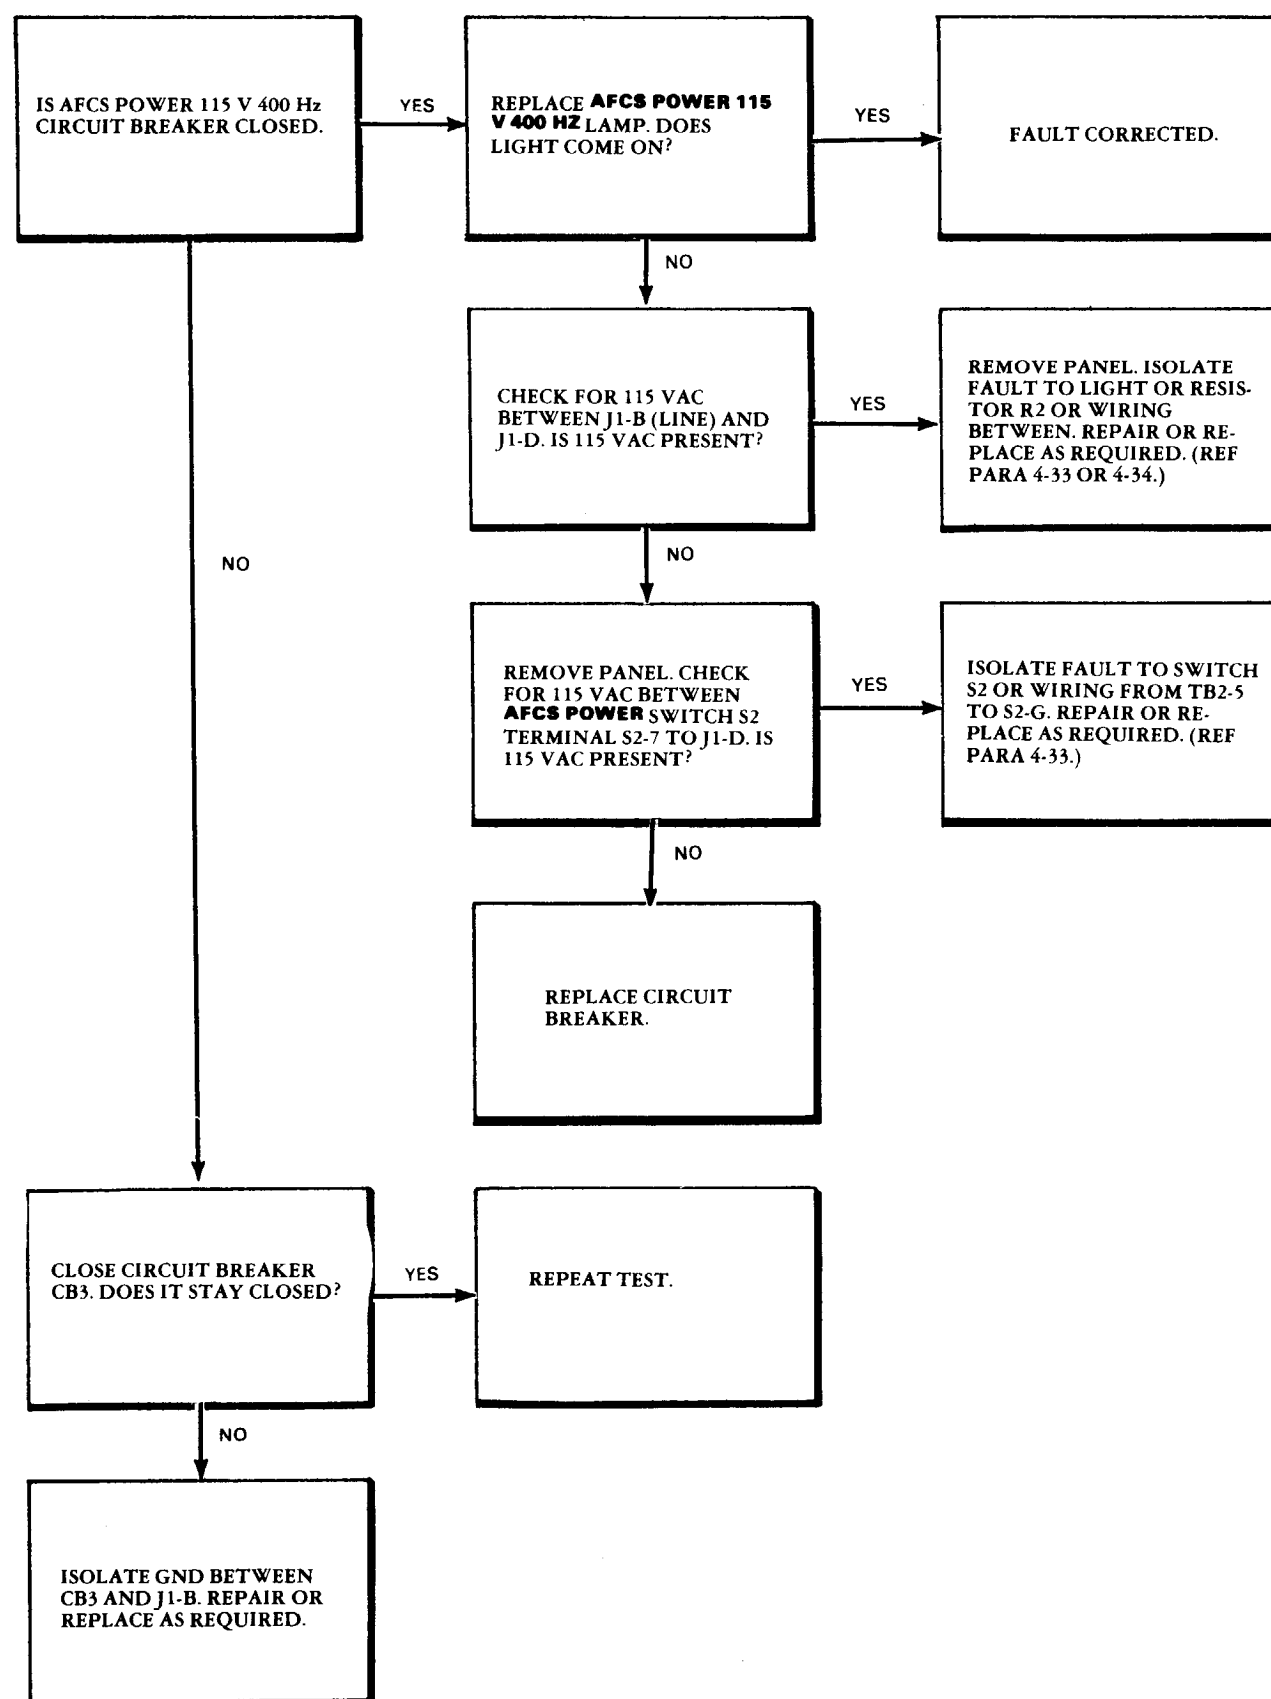 IS AFCS POWER 115 V 400 Hz
CIRCUIT BREAKER CLOSED.
YES
REPLACE AFCS POWER 115
V 400 HZ LAMP. DOES
LIGHT COME ON?
YES
FAULT CORRECTED.
NO
CHECK FOR 115 VAC
BETWEEN J1-B (LINE) AND
J1-D. IS 115 VAC PRESENT?
YES
REMOVE PANEL. ISOLATE
FAULT TO LIGHT OR RESIS-
TOR R2 OR WIRING
BETWEEN. REPAIR OR RE-
PLACE AS REQUIRED. (REF
PARA 4-33 OR 4-34.)
NO
NO
REMOVE PANEL. CHECK
FOR 115 VAC BETWEEN
AFCS POWER SWITCH S2
TERMINAL S2-7 TO J1-D. IS
115 VAC PRESENT?
YES
ISOLATE FAULT TO SWITCH
S2 OR WIRING FROM TB2-5
TO S2-G. REPAIR OR RE-
PLACE AS REQUIRED. (REF
PARA 4-33.)
NO
REPLACE CIRCUIT
BREAKER.
CLOSE CIRCUIT BREAKER
CB3. DOES IT STAY CLOSED?
YES
REPEAT TEST.
NO
ISOLATE GND BETWEEN
CB3 AND J1-B. REPAIR OR
REPLACE AS REQUIRED.